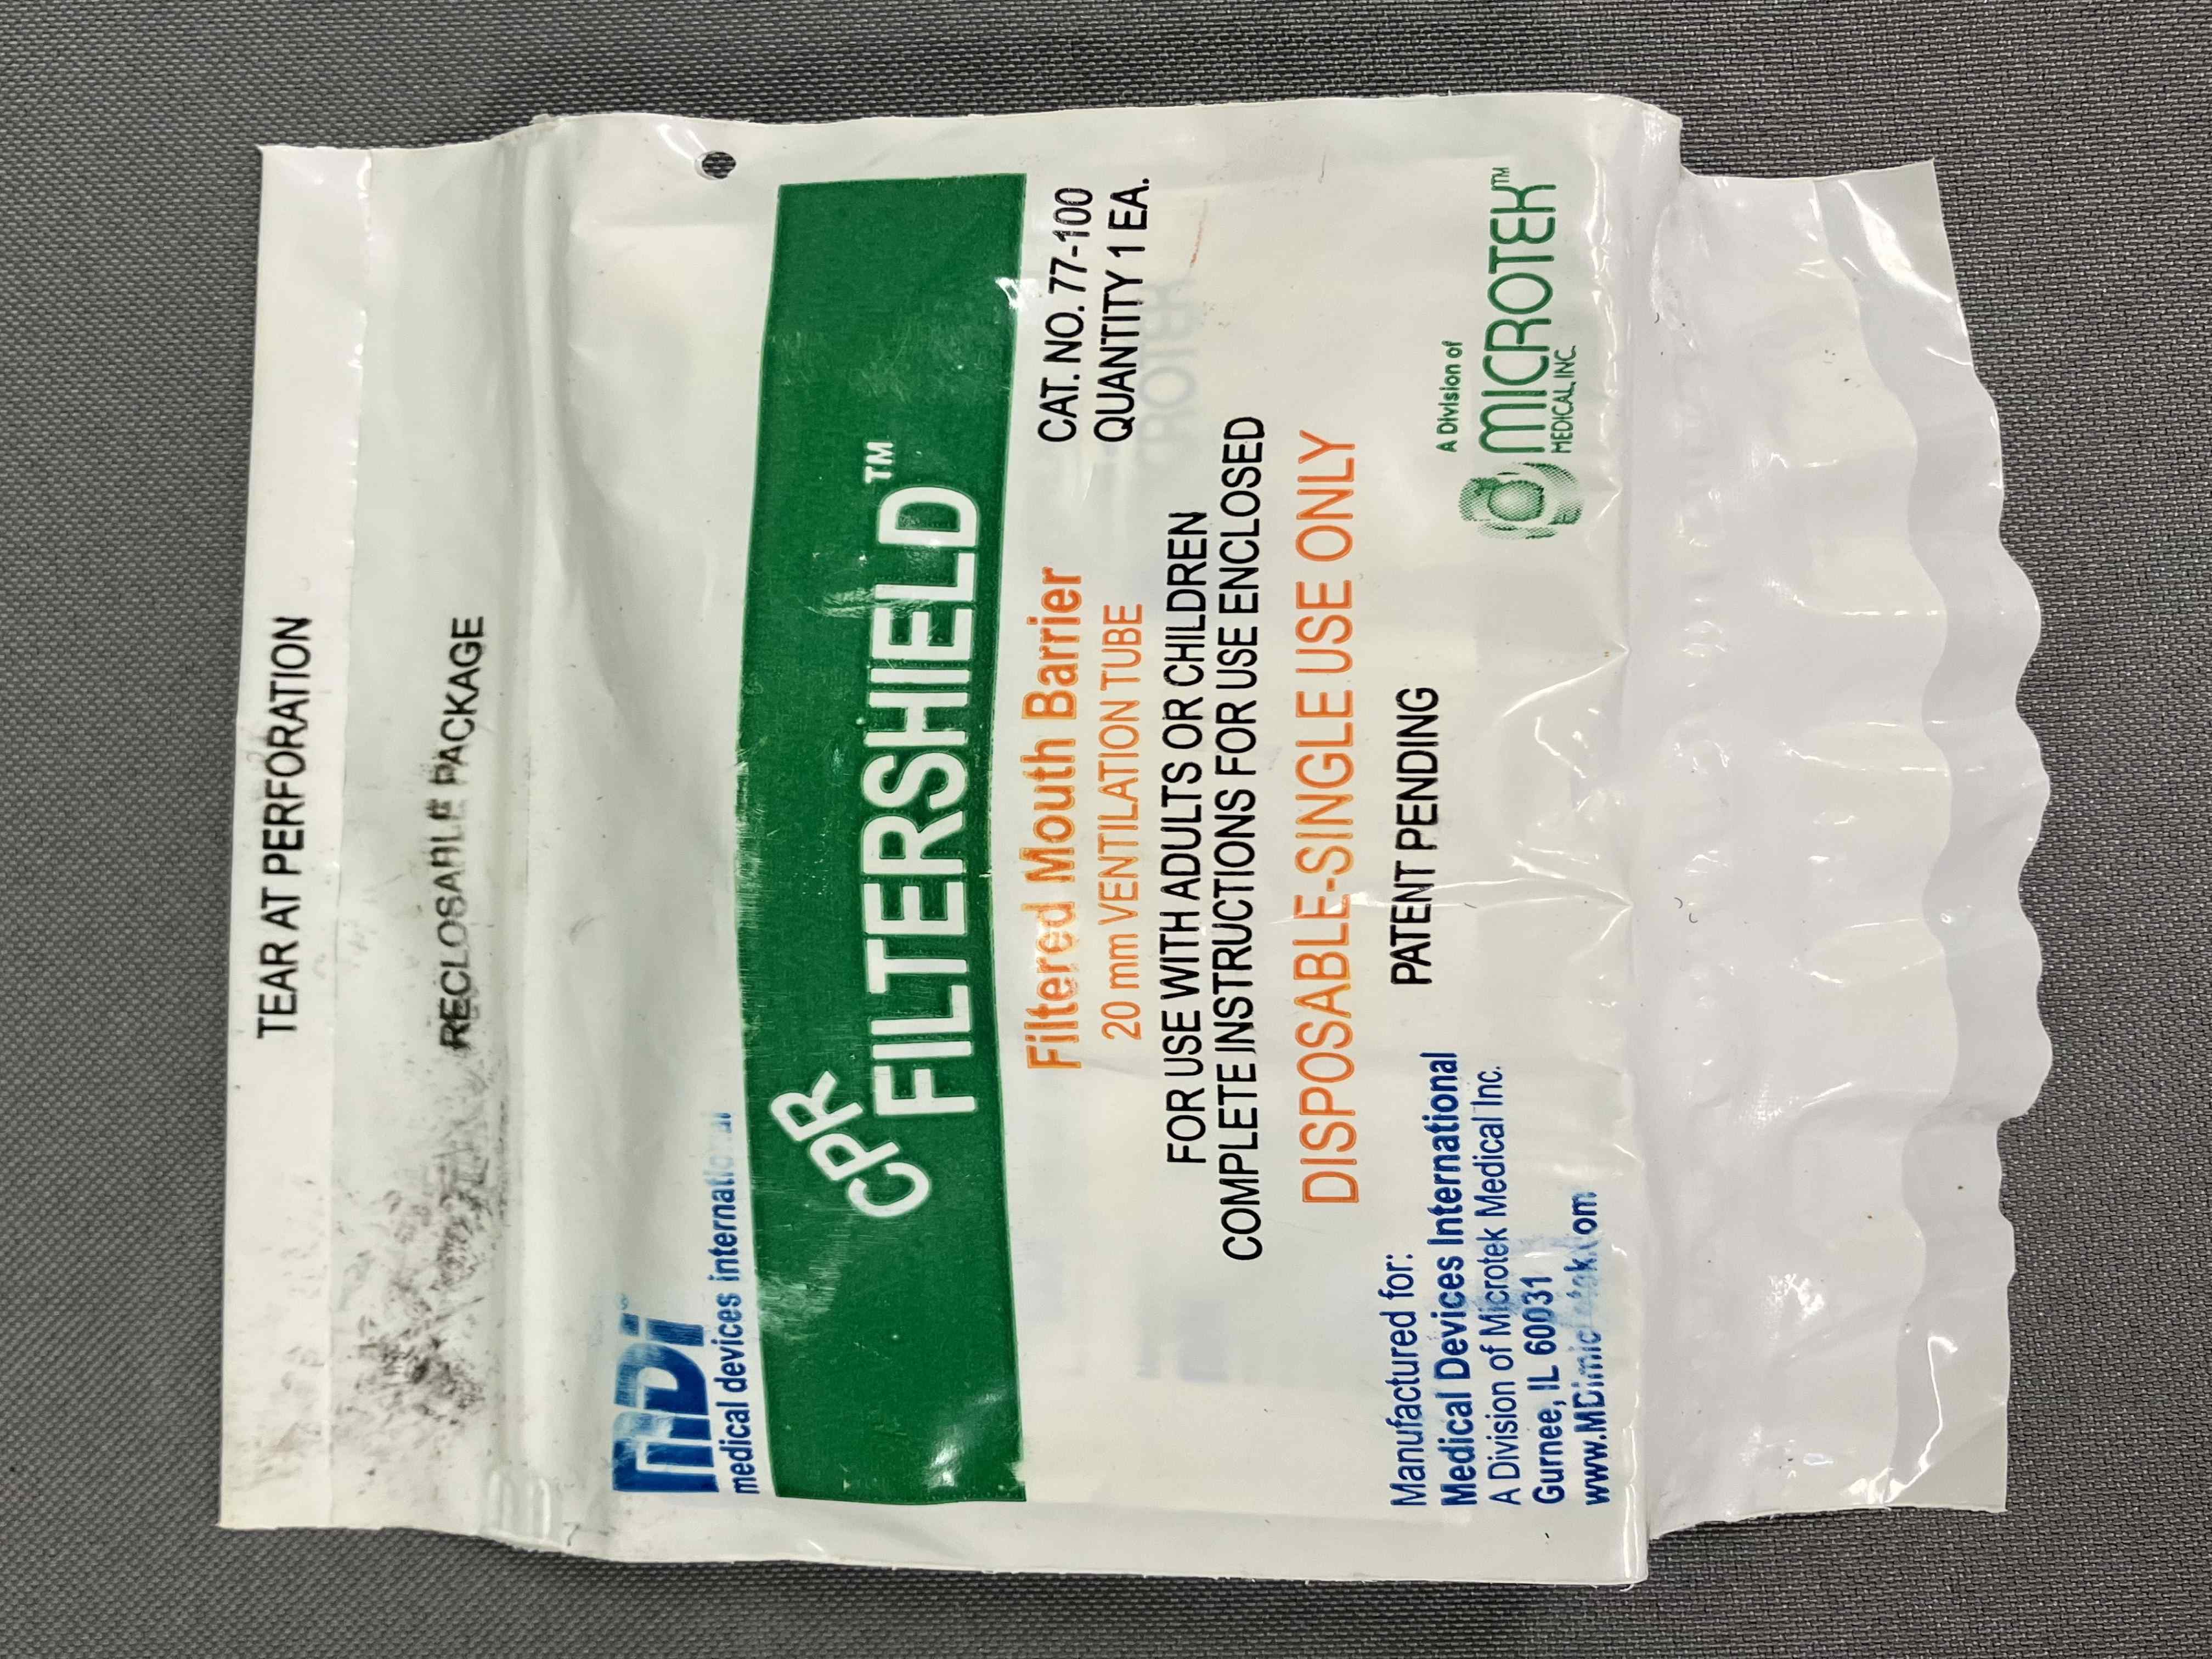 TEAR AT PERFORATION
RECLOSABLE PACKAGE
MDi
medical devices international
CPR
FILTERSHIELD™
Filtered Mouth Barrier
20 mm VENTILATION TUBE
CAT. NO. 77-100
QUANTITY 1 EA.
FOR USE WITH ADULTS OR CHILDREN
COMPLETE INSTRUCTIONS FOR USE ENCLOSED
DISPOSABLE-SINGLE USE ONLY
PATENT PENDING
Manufactured for:
Medical Devices International
A Division of Microtek Medical Inc.
Gurnee, IL 60031
A Division of
MICROTEK™
MEDICAL, INC.